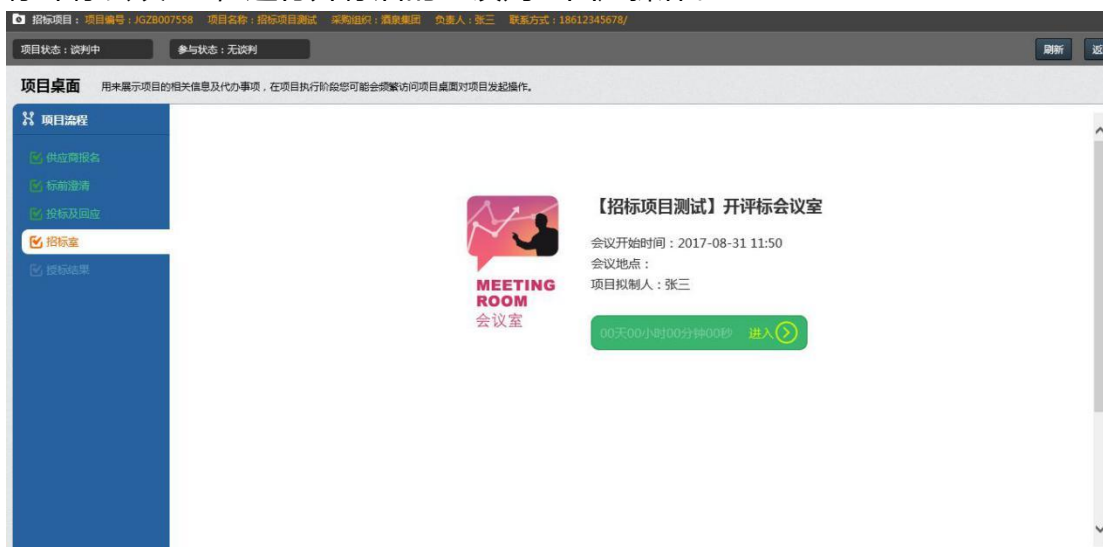 招标项目：项目编号：JGZB007558 项目名称：招标项目测试 采购组织：酒泉集团 负责人：张三 联系方式：18612345678/
项目状态：谈判中 参与状态：无谈判 刷新
项目桌面 用来展示项目的相关信息及代办事项，在项目执行阶段您可能会频繁访问项目桌面对项目发起操作。
项目流程
供应商报名
标前澄清
投标及回应
招标室
授标结果
【招标项目测试】开评标会议室
会议开始时间：2017-08-31 11:50
会议地点：
项目拟制人：张三
MEETING
ROOM
会议室
00天00小时00分钟00秒 进入